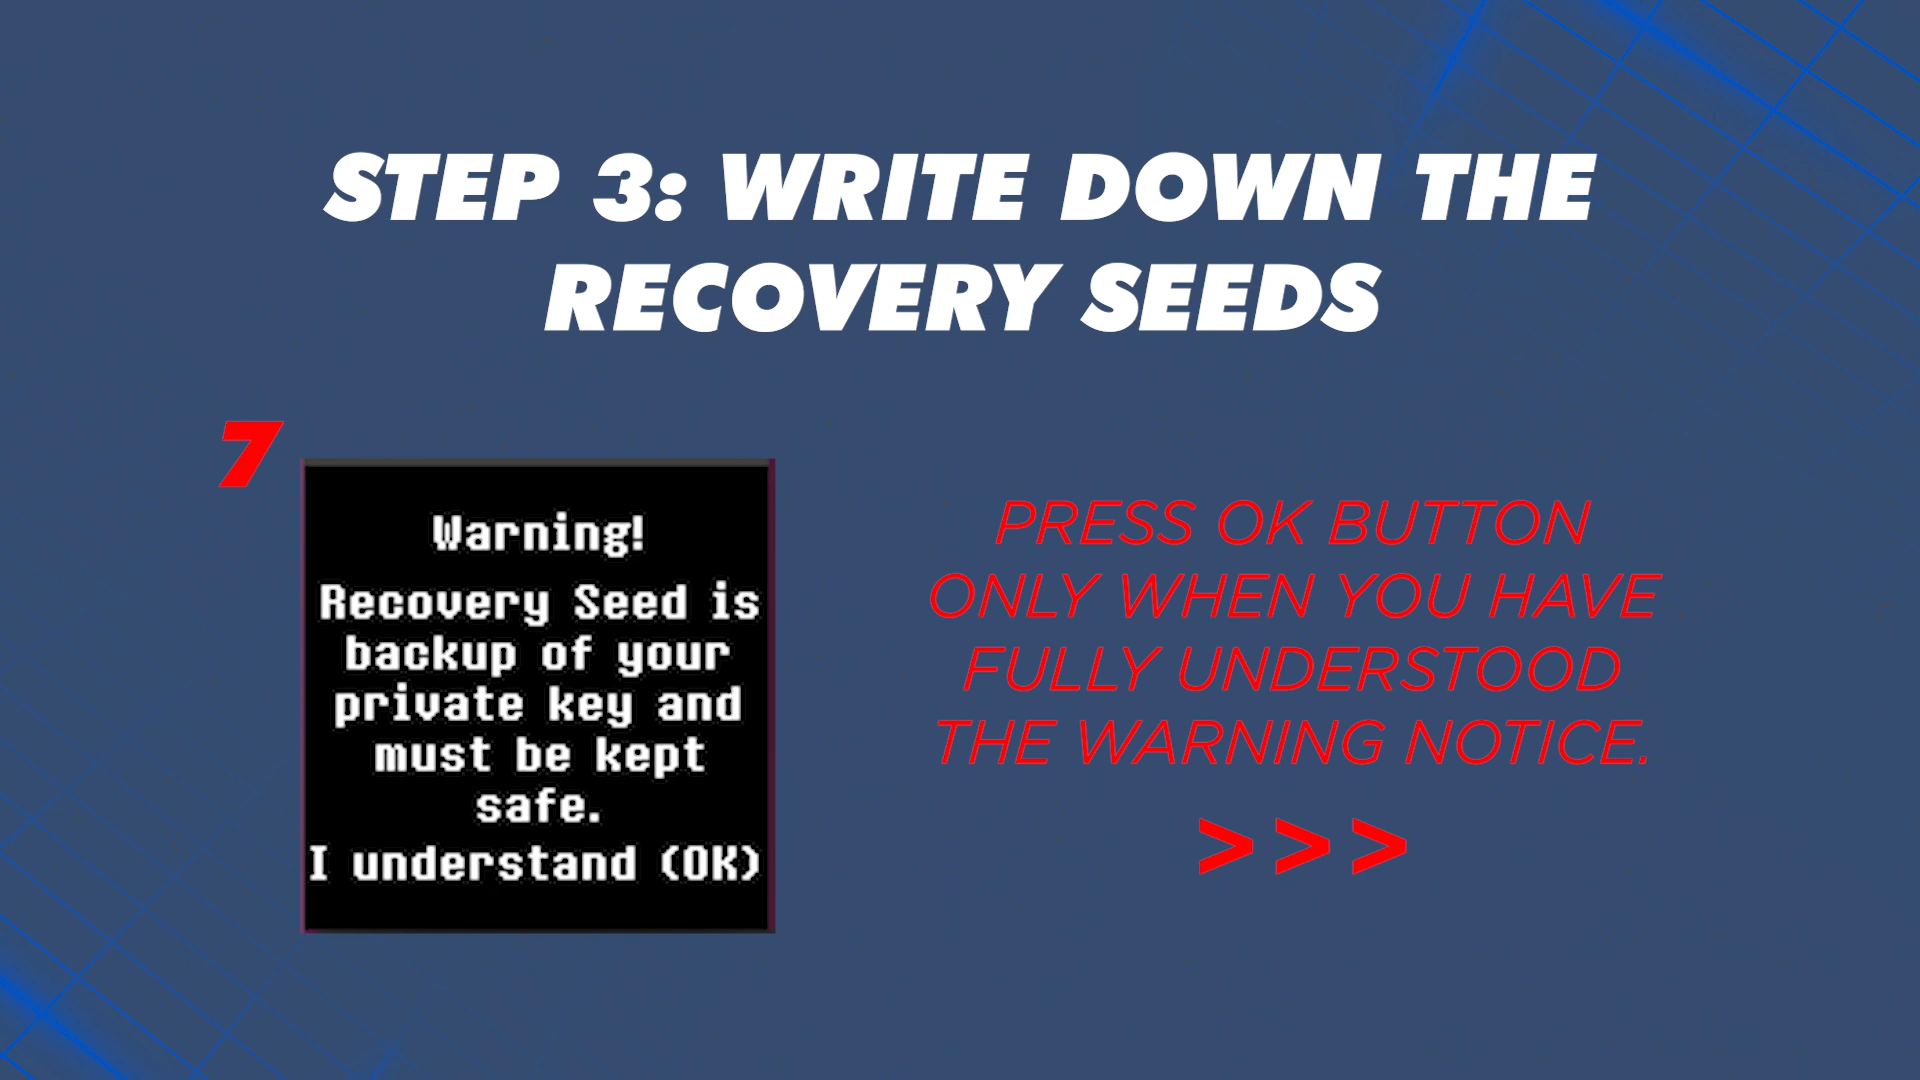 STEP 3: WRITE DOWN THE
RECOVERY SEEDS
7
Warning!
Recovery Seed is
backup of your
private key and
must be kept
safe.
I understand (OK)
PRESS OK BUTTON
ONLY WHEN YOU HAVE
FULLY UNDERSTOOD
THE WARNING NOTICE.
>>>